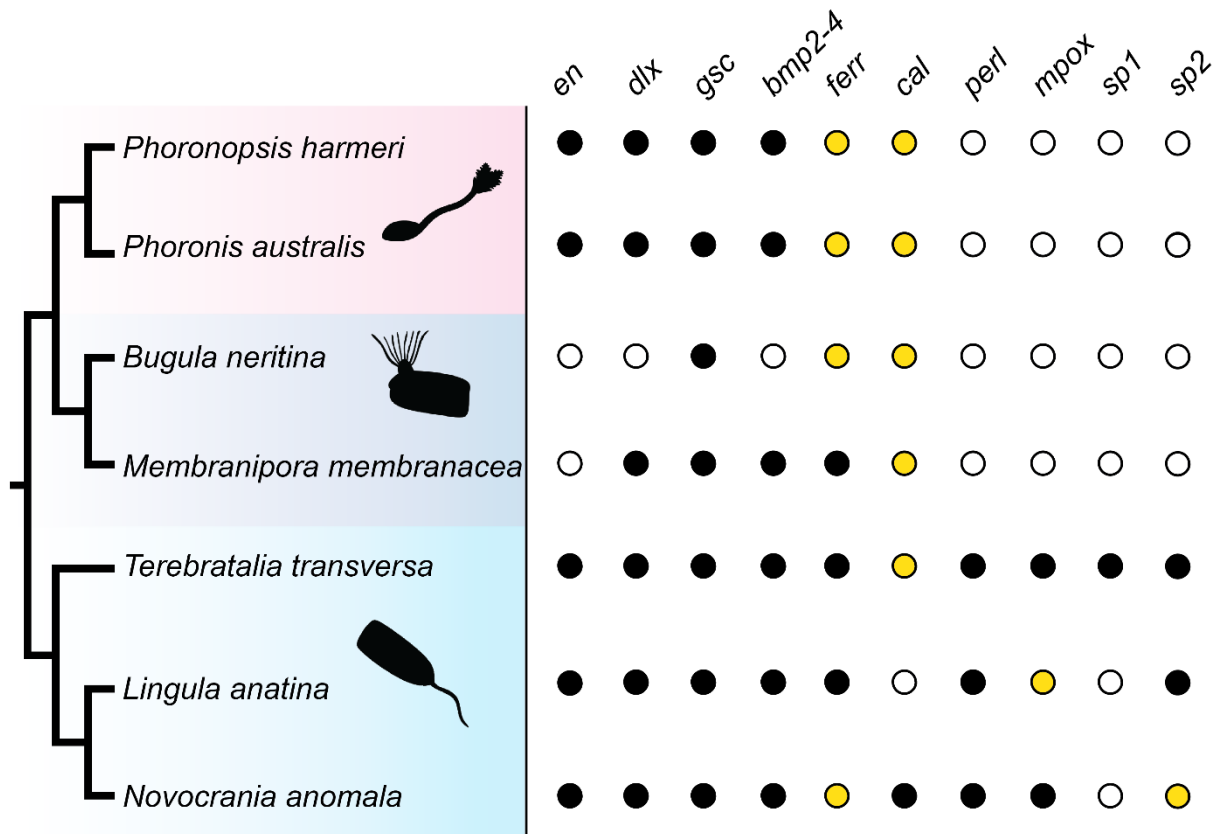 en dlx gsc bmp2-4 ferr cal perl mpox sp1 sp2
Phoronopsis harmeri
Phoronis australis
Bugula neritina
Membranipora membranacea
Terebratalia transversa
Lingula anatina
Novocrania anomala